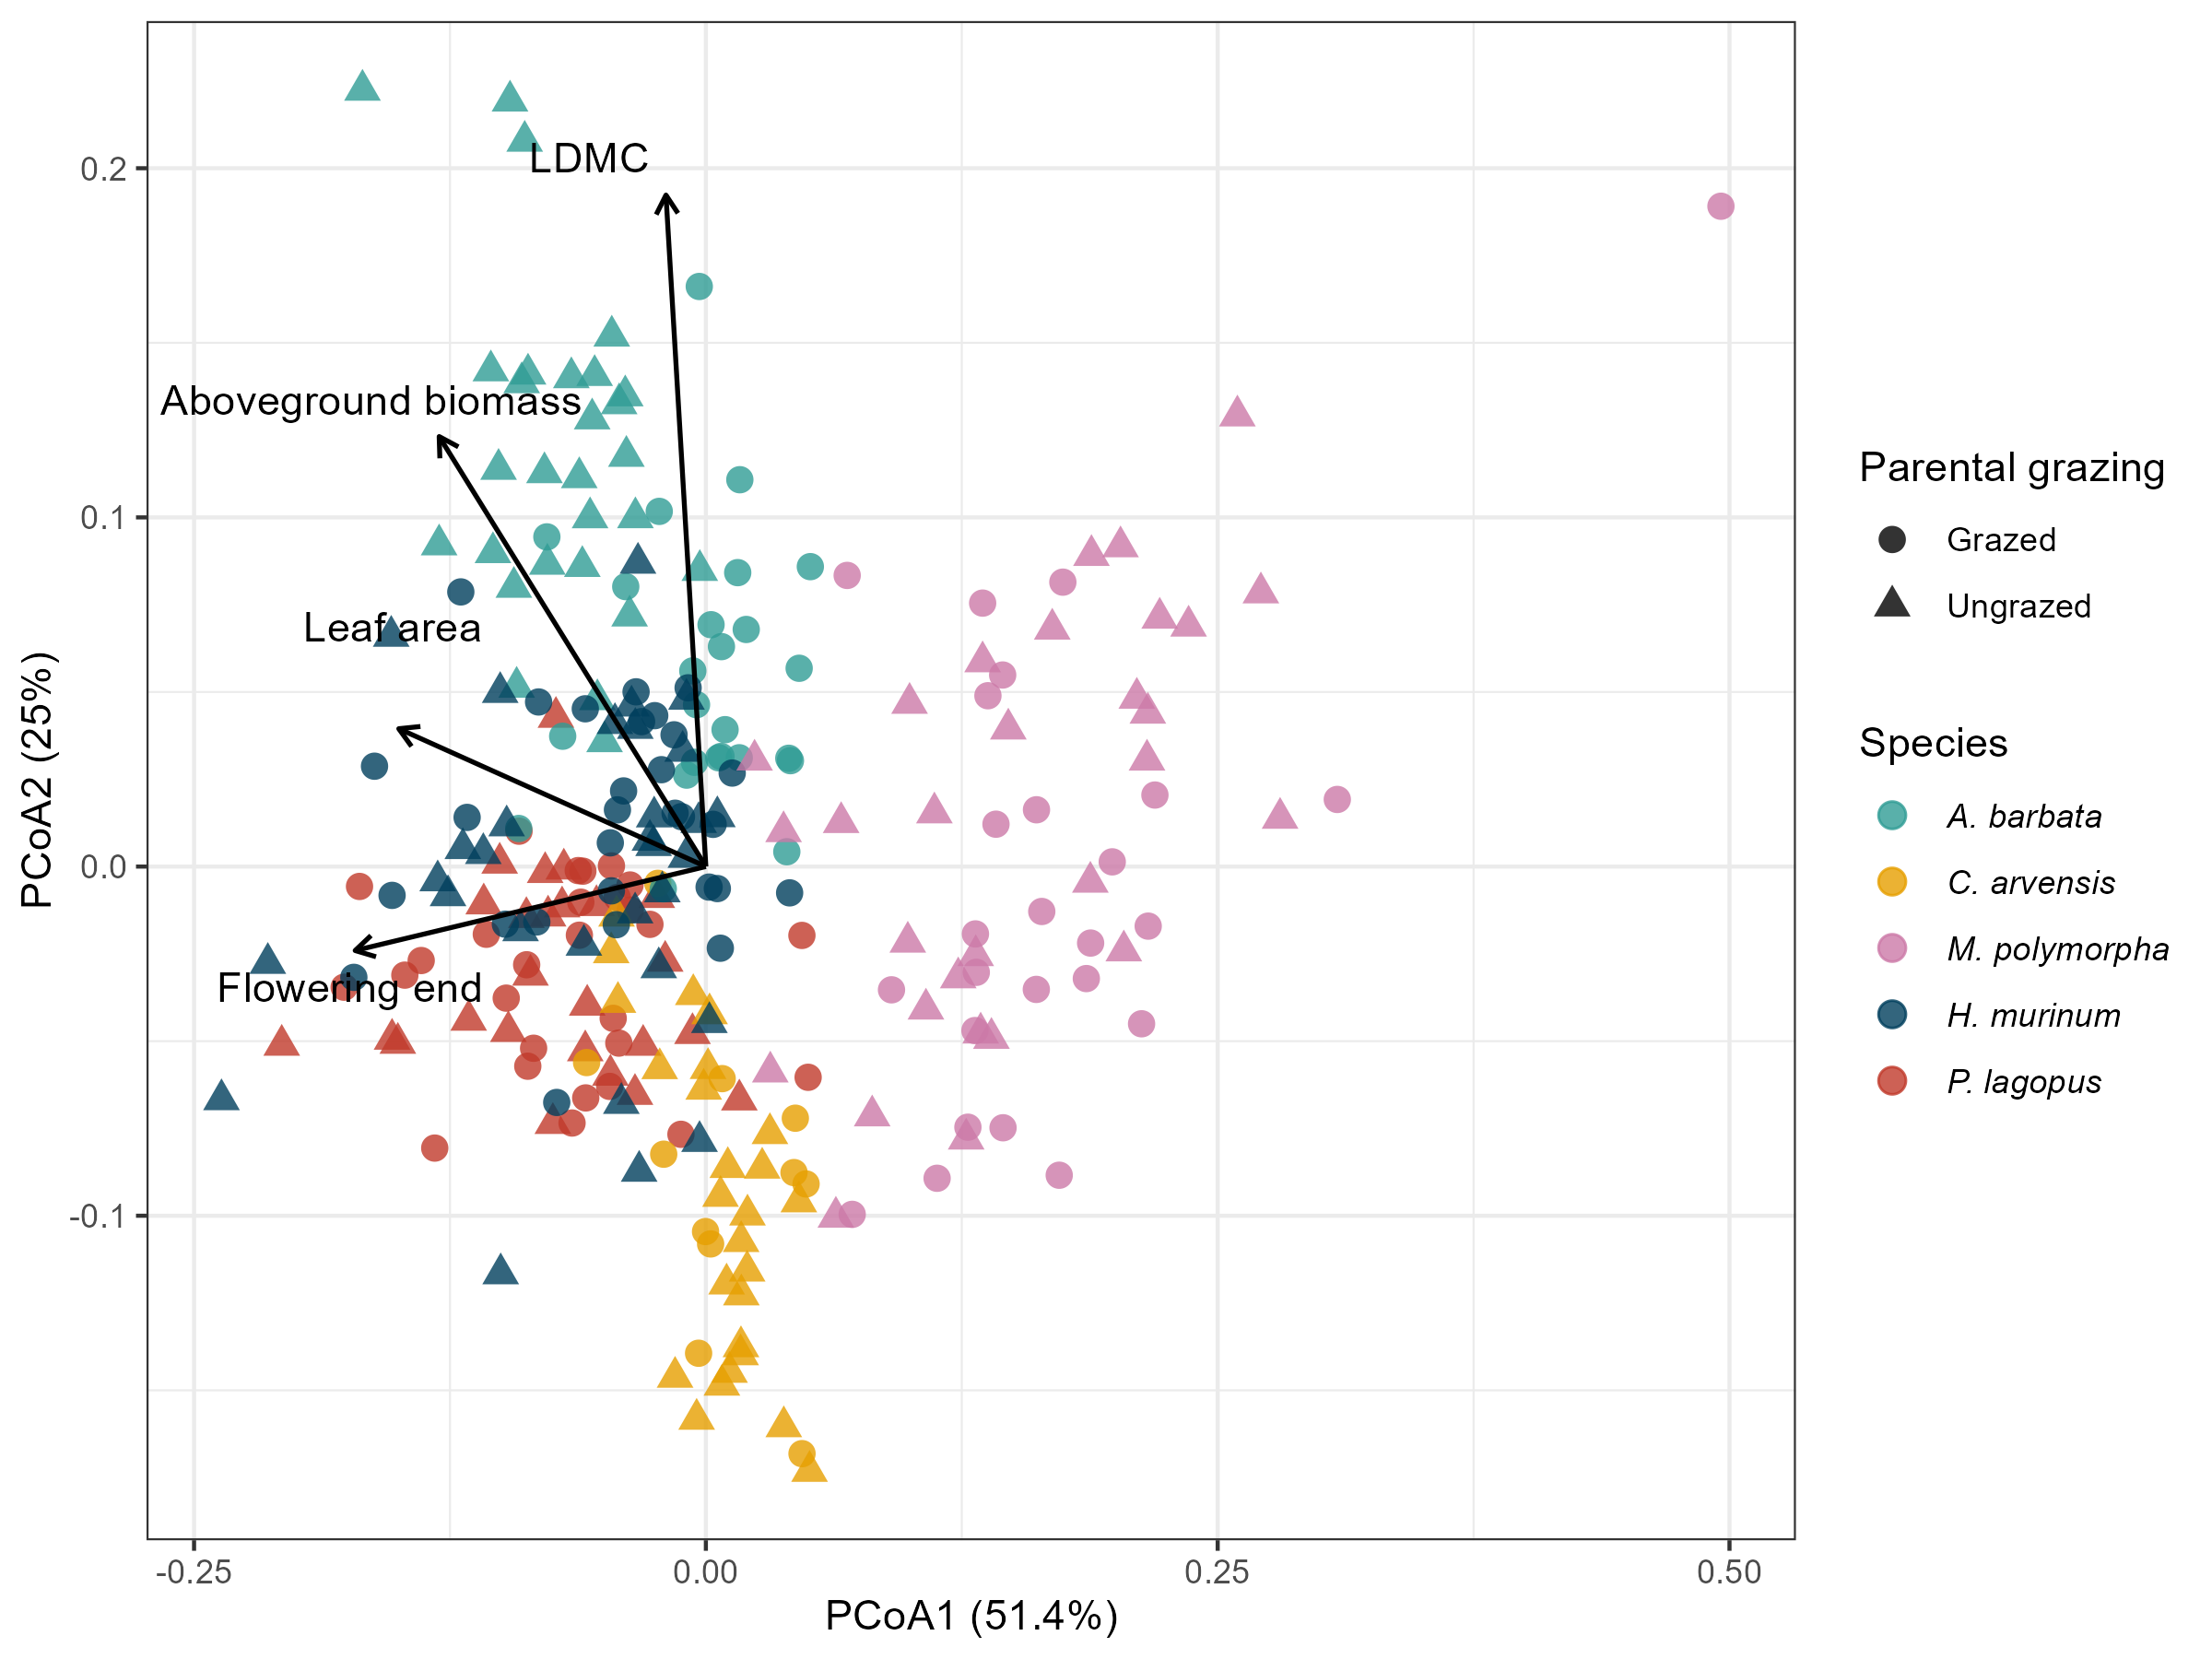 LDMC
Aboveground biomass
Leaf area
Flowering end
0.2
0.1
0.0
-0.1
PCoA2 (25%)
-0.25
0.00
0.25
0.50
PCoA1 (51.4%)
Parental grazing
Grazed
Ungrazed
Species
A. barbata
C. arvensis
M. polymorpha
H. murinum
P. lagopus